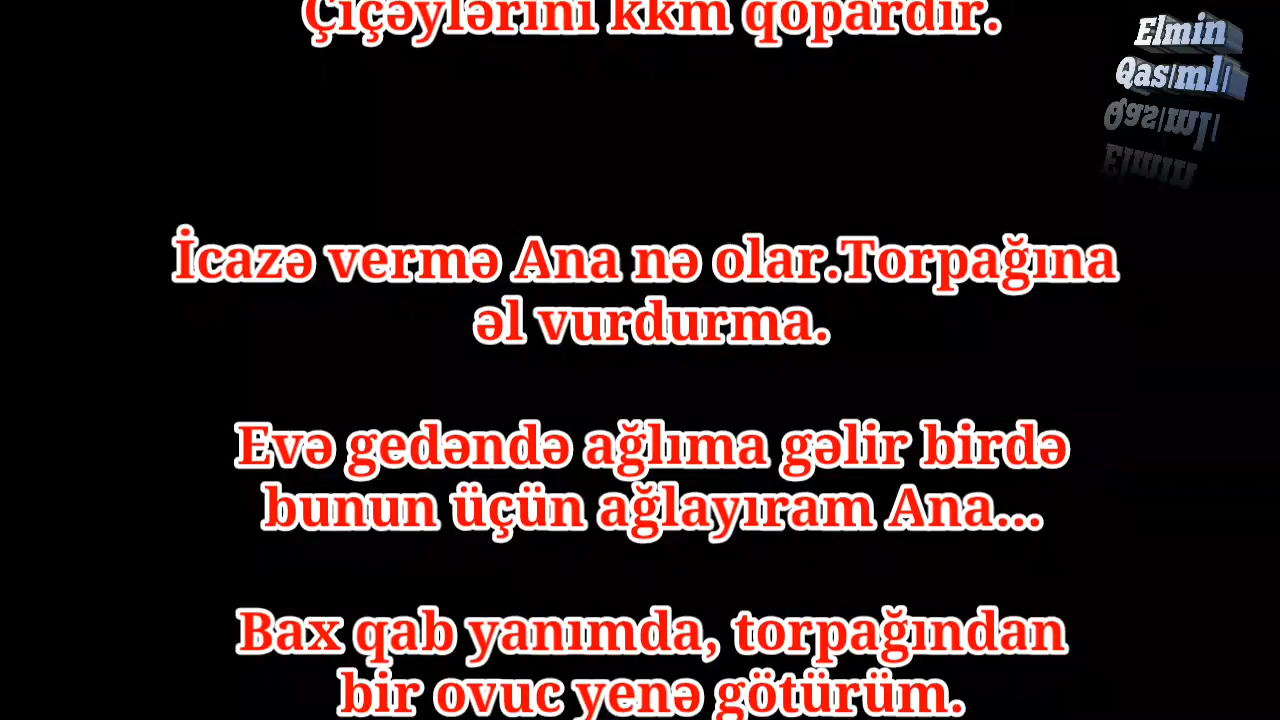 Çiçəylərini kkm qopardır.
Elmin
Qasımlı
İcazə vermə Ana nə olar.Torpağına
əl vurdurma.
Evə gedəndə ağlıma gəlir birdə
bunun üçün ağlayıram Ana...
Bax qab yanımda, torpağından
bir ovuc yenə götürüm.